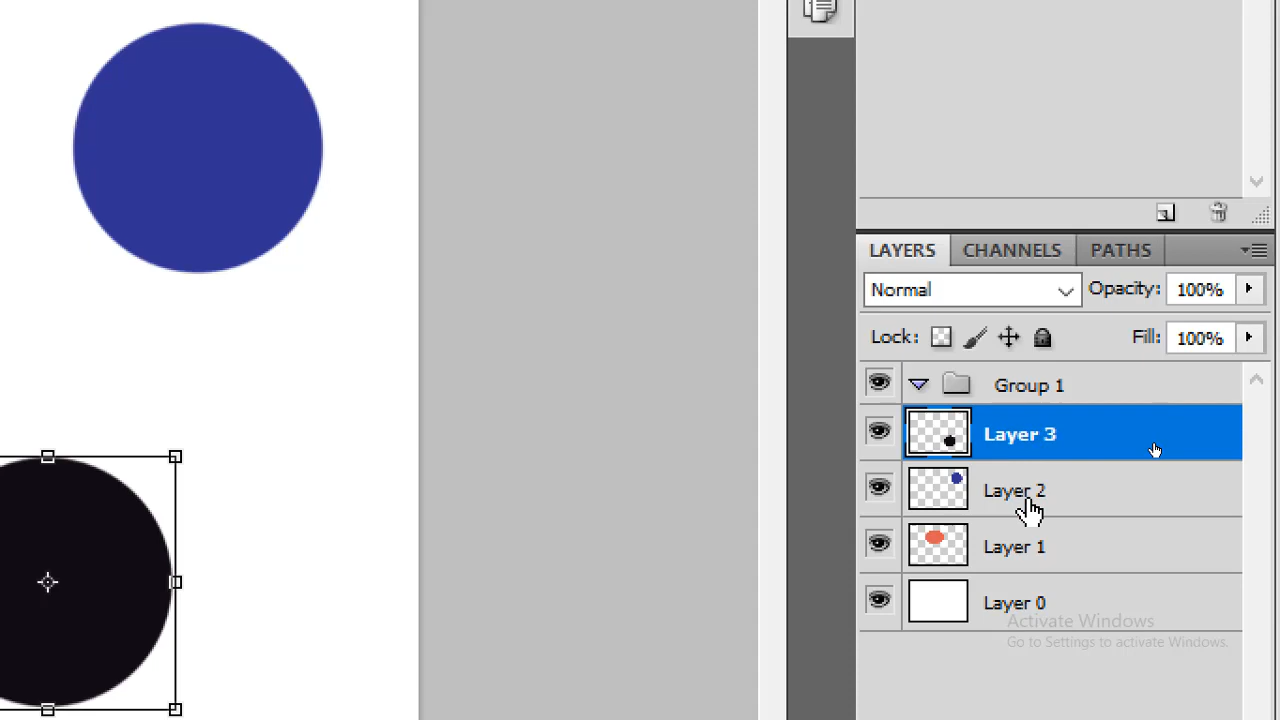 LAYERS CHANNELS PATHS
Normal Opacity: 100%
Lock: Fill: 100%
Group 1
Layer 3
Layer 2
Layer 1
Layer 0
Activate Windows
Go to Settings to activate Windows.